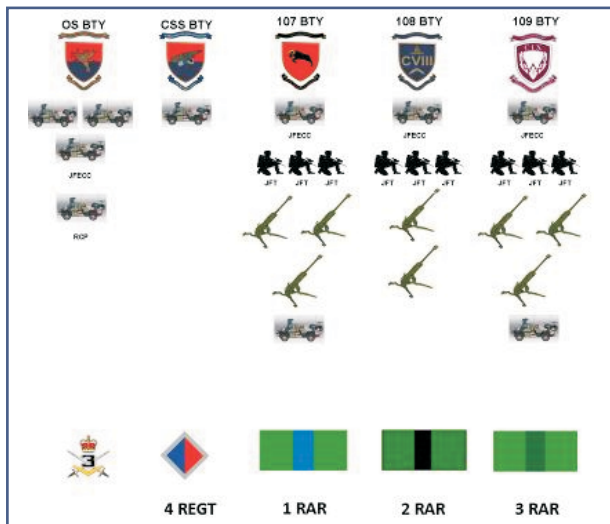 OS BTY CSS BTY 107 BTY 108 BTY 109 BTY
CVIII
CIX
JFECC JFECC JFECC
JFECC
JFT JFT JFT JFT JFT JFT JFT JFT JFT
RCP
3
4 REGT 1 RAR 2 RAR 3 RAR